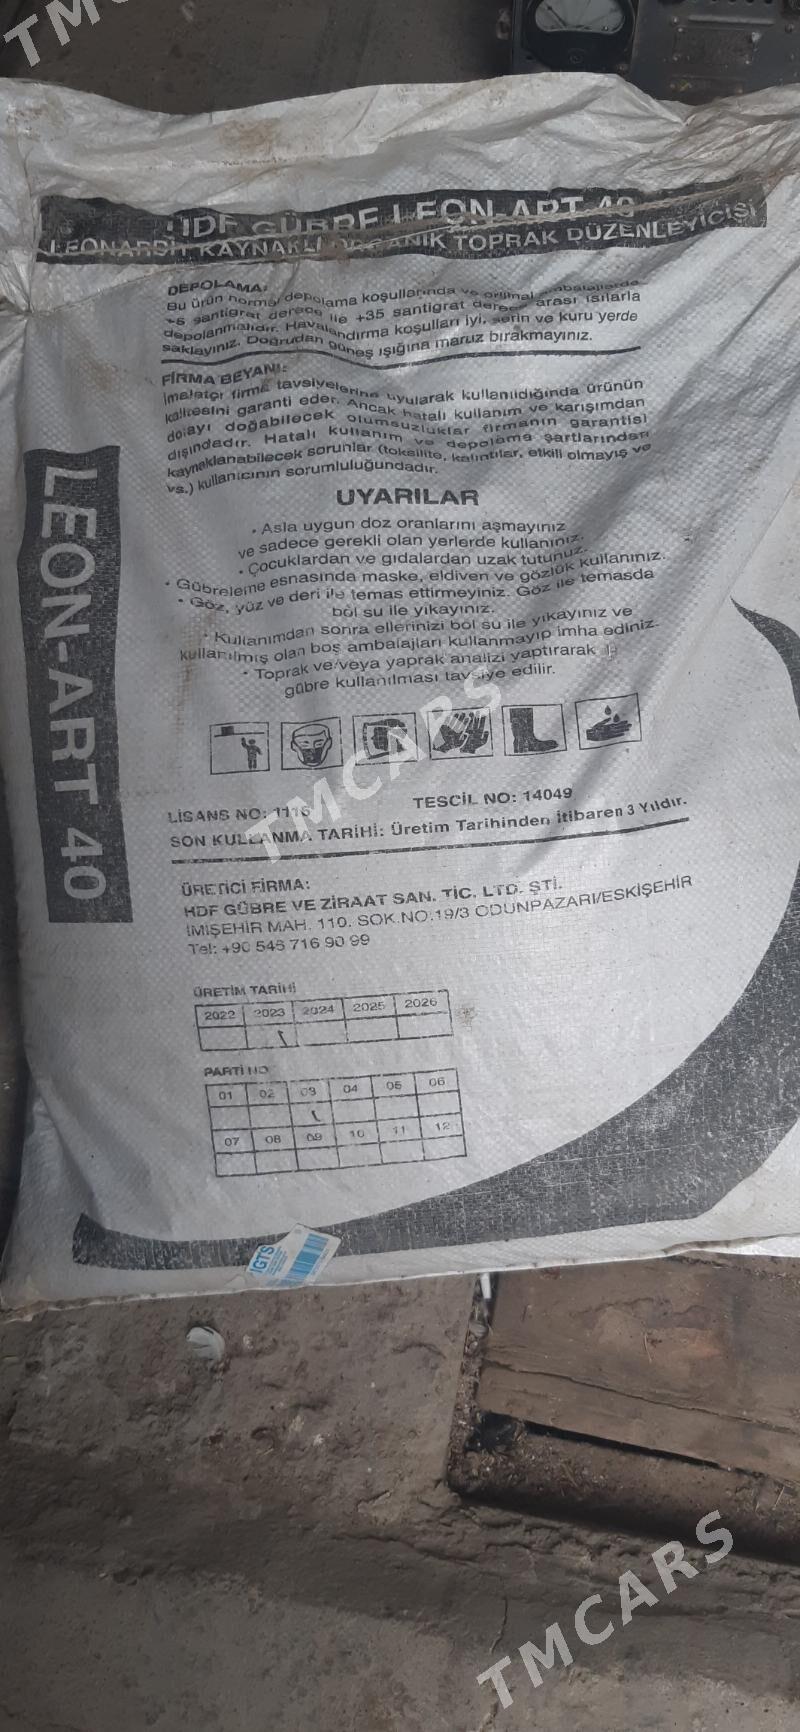 TMC
HDF GÜBRE LEON-ART 40
LEONARDİT KAYNAKLI ORGANİK TOPRAK DÜZENLEYİCİSİ
DEPOLAMA:
Bu ürün normal depolama koşullarında ve orijinal ambalajlarda
+5 santigrat derece ile +35 santigrat derece arası ısılarla
depolanmalıdır. Havalandırma koşulları iyi, serin ve kuru yerde
saklayınız. Doğrudan güneş ışığına maruz bırakmayınız.
FİRMA BEYANI:
İmalatçı firma tavsiyelerine uyularak kullanıldığında ürünün
kalitesini garanti eder. Ancak hatalı kullanım ve karışımdan
dolayı doğabilecek olumsuzluklar firmanın garantisi
dışındadır. Hatalı kullanım ve depolama şartlarından
kaynaklanabilecek sorunlar (toksilite, kalıntılar, etkili olmayış ve
vs.) kullanıcının sorumluluğundadır.
UYARILAR
• Asla uygun doz oranlarını aşmayınız
ve sadece gerekli olan yerlerde kullanınız.
• Çocuklardan ve gıdalardan uzak tutunuz.
• Gübreleme esnasında maske, eldiven ve gözlük kullanınız.
• Göz, yüz ve deri ile temas ettirmeyiniz. Göz ile temasda
bol su ile yıkayınız.
• Kullanımdan sonra ellerinizi bol su ile yıkayınız ve
kullanılmış olan boş ambalajları kullanmayıp imha ediniz.
• Toprak ve/veya yaprak analizi yaptırarak
gübre kullanılması tavsiye edilir.
LEON-ART 40
LİSANS NO: 1116
TESCİL NO: 14049
SON KULLANMA TARİHİ: Üretim Tarihinden İtibaren 3 Yıldır.
ÜRETİCİ FİRMA:
HDF GÜBRE VE ZİRAAT SAN. TİC. LTD. ŞTİ.
İMİŞEHİR MAH. 110. SOK.NO.19/3 ODUNPAZARI/ESKİŞEHİR
Tel: +90 546 716 90 99
ÜRETİM TARİHİ
2022 2023 2024 2025 2026
PARTİ NO
01 02 03 04 05 06
07 08 09 10 11 12
IGTS
TMCARS
TMCARS